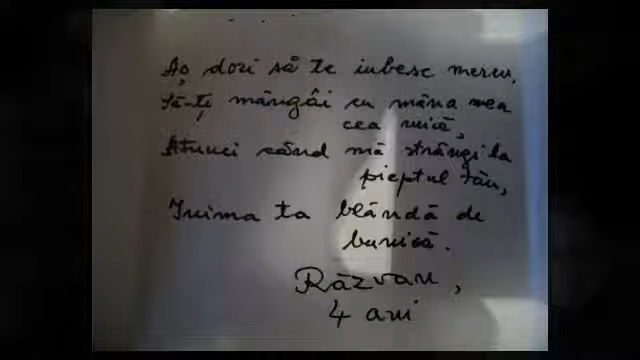 Aș dori să te iubesc mereu,
Să-ți mângâi cu mâna mea
cea mică,
Atunci când mă strângi la
pieptul tău,
Inima ta blândă de
bunică.
Răzvan,
4 ani